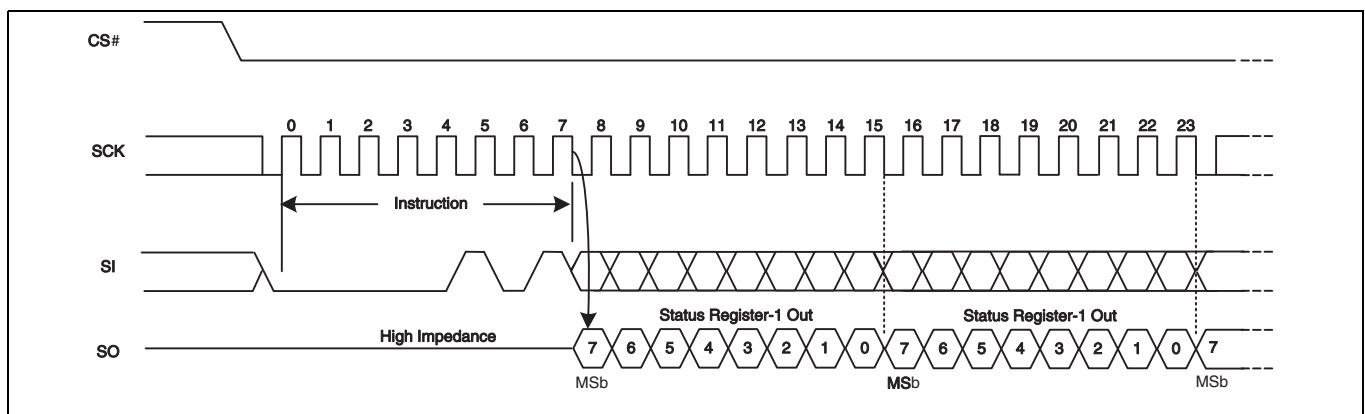 CS#
0 1 2 3 4 5 6 7 8 9 10 11 12 13 14 15 16 17 18 19 20 21 22 23
SCK
Instruction
SI
Status Register-1 Out Status Register-1 Out
High Impedance
SO 7 6 5 4 3 2 1 0 7 6 5 4 3 2 1 0 7
MSb MSb MSb